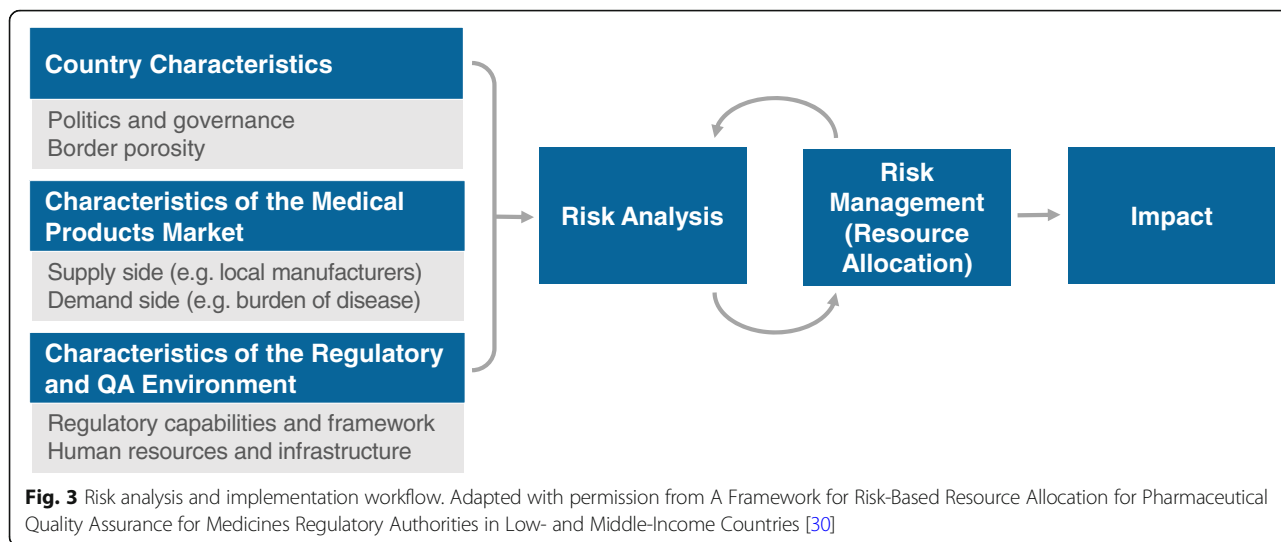 Country Characteristics
Politics and governance
Border porosity
Characteristics of the Medical
Products Market
Supply side (e.g. local manufacturers)
Demand side (e.g. burden of disease)
Characteristics of the Regulatory
and QA Environment
Regulatory capabilities and framework
Human resources and infrastructure
Risk Analysis
Risk
Management
(Resource
Allocation)
Impact
Fig. 3 Risk analysis and implementation workflow. Adapted with permission from A Framework for Risk-Based Resource Allocation for Pharmaceutical
Quality Assurance for Medicines Regulatory Authorities in Low- and Middle-Income Countries [30]